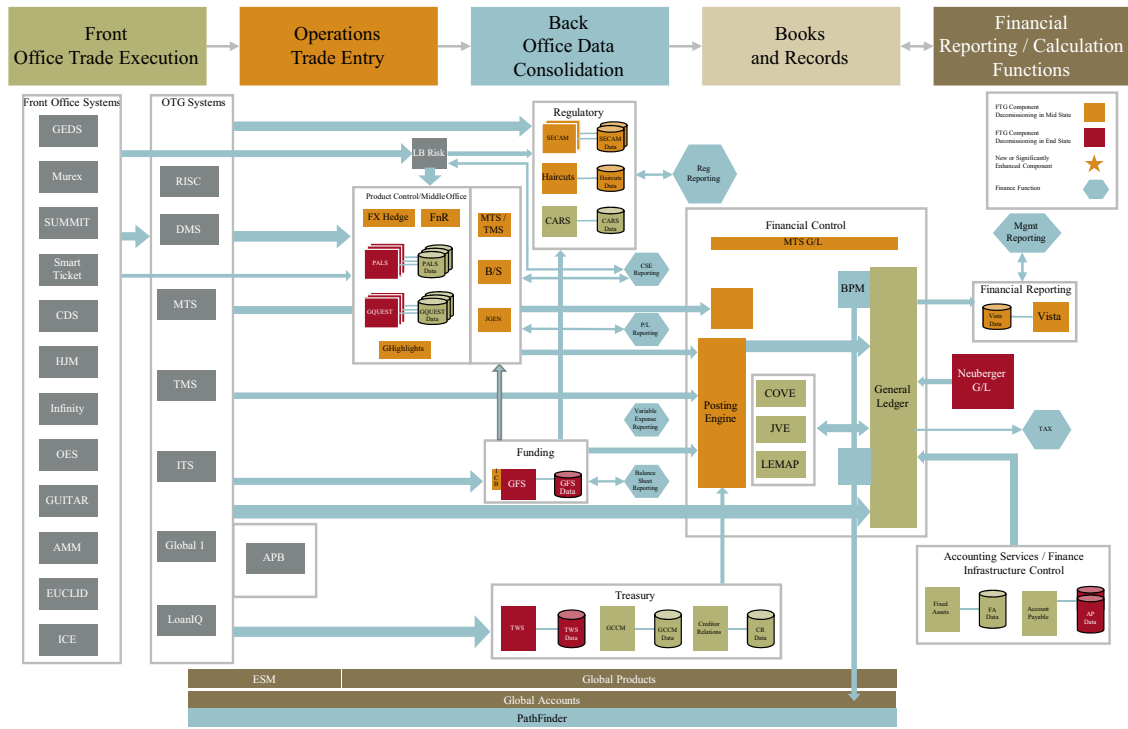 Front
Office Trade Execution
Operations
Trade Entry
Back
Office Data
Consolidation
Books
and Records
Financial
Reporting / Calculation
Functions
Front Office Systems
GEDS
Murex
SUMMIT
Smart
Ticket
CDS
HJM
Infinity
OES
GUITAR
AMM
EUCLID
ICE
OTG Systems
RISC
DMS
MTS
TMS
ITS
Global 1
LoanIQ
APB
LB Risk
Product Control/Middle Office
FX Hedge
FnR
PALS
PALS
Data
GQUEST
GQUEST
Data
GHighlights
MTS /
TMS
B/S
JGEN
Regulatory
SECAM
SECAM
Data
Haircuts
Haircuts
Data
CARS
CARS
Data
Reg
Reporting
CSE
Reporting
P/L
Reporting
Variable
Expense
Reporting
Balance
Sheet
Reporting
Funding
I
C
B
GFS
GFS
Data
Treasury
TWS
TWS
Data
GCCM
GCCM
Data
Creditor
Relations
CR
Data
Financial Control
MTS G/L
BPM
Posting
Engine
COVE
JVE
LEMAP
General
Ledger
FTG Component
Decomissioning in Mid State
FTG Component
Decomissioning in End State
New or Significantly
Enhanced Component
Finance Function
Mgmt
Reporting
Financial Reporting
Vista
Data
Vista
Neuberger
G/L
TAX
Accounting Services / Finance
Infrastructure Control
Fixed
Assets
FA
Data
Account
Payable
AP
Data
ESM
Global Products
Global Accounts
PathFinder